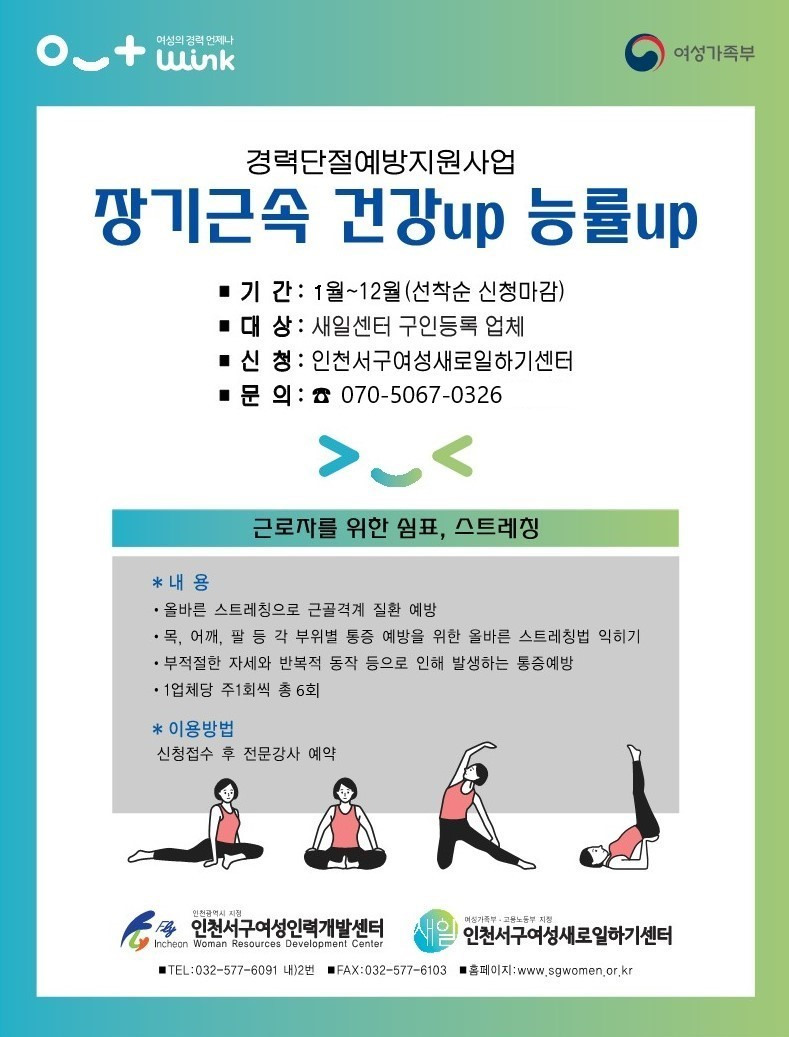 여성의 경력 언제나
wink
여성가족부
경력단절예방지원사업
장기근속 건강up 능률up
■ 기 간 : 1월~12월(선착순 신청마감)
■ 대 상 : 새일센터 구인등록 업체
■ 신 청 : 인천서구여성새로일하기센터
■ 문 의 : ☎ 070-5067-0326
근로자를 위한 쉼표, 스트레칭
* 내 용
• 올바른 스트레칭으로 근골격계 질환 예방
• 목, 어깨, 팔 등 각 부위별 통증 예방을 위한 올바른 스트레칭법 익히기
• 부적절한 자세와 반복적 동작 등으로 인해 발생하는 통증예방
• 1업체당 주1회씩 총 6회
* 이용방법
신청접수 후 전문강사 예약
인천광역시 지정
Fly Incheon 인천서구여성인력개발센터
Woman Resources Development Center
여성가족부 - 고용노동부 지정
새일 인천서구여성새로일하기센터
■TEL:032-577-6091 내)2번 ■FAX:032-577-6103 ■홈페이지:www.sgwomen.or.kr